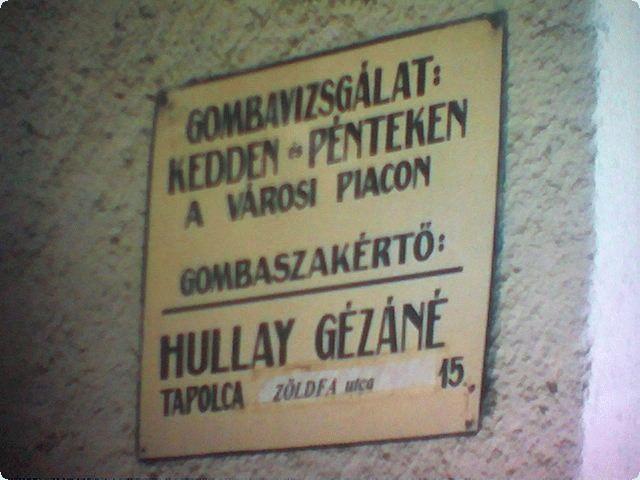 GOMBAVIZSGÁLAT:
KEDDEN és PÉNTEKEN
A VÁROSI PIACON
GOMBASZAKÉRTŐ:
HULLAY GÉZÁNÉ
TAPOLCA ZÖLDFA utca 15.